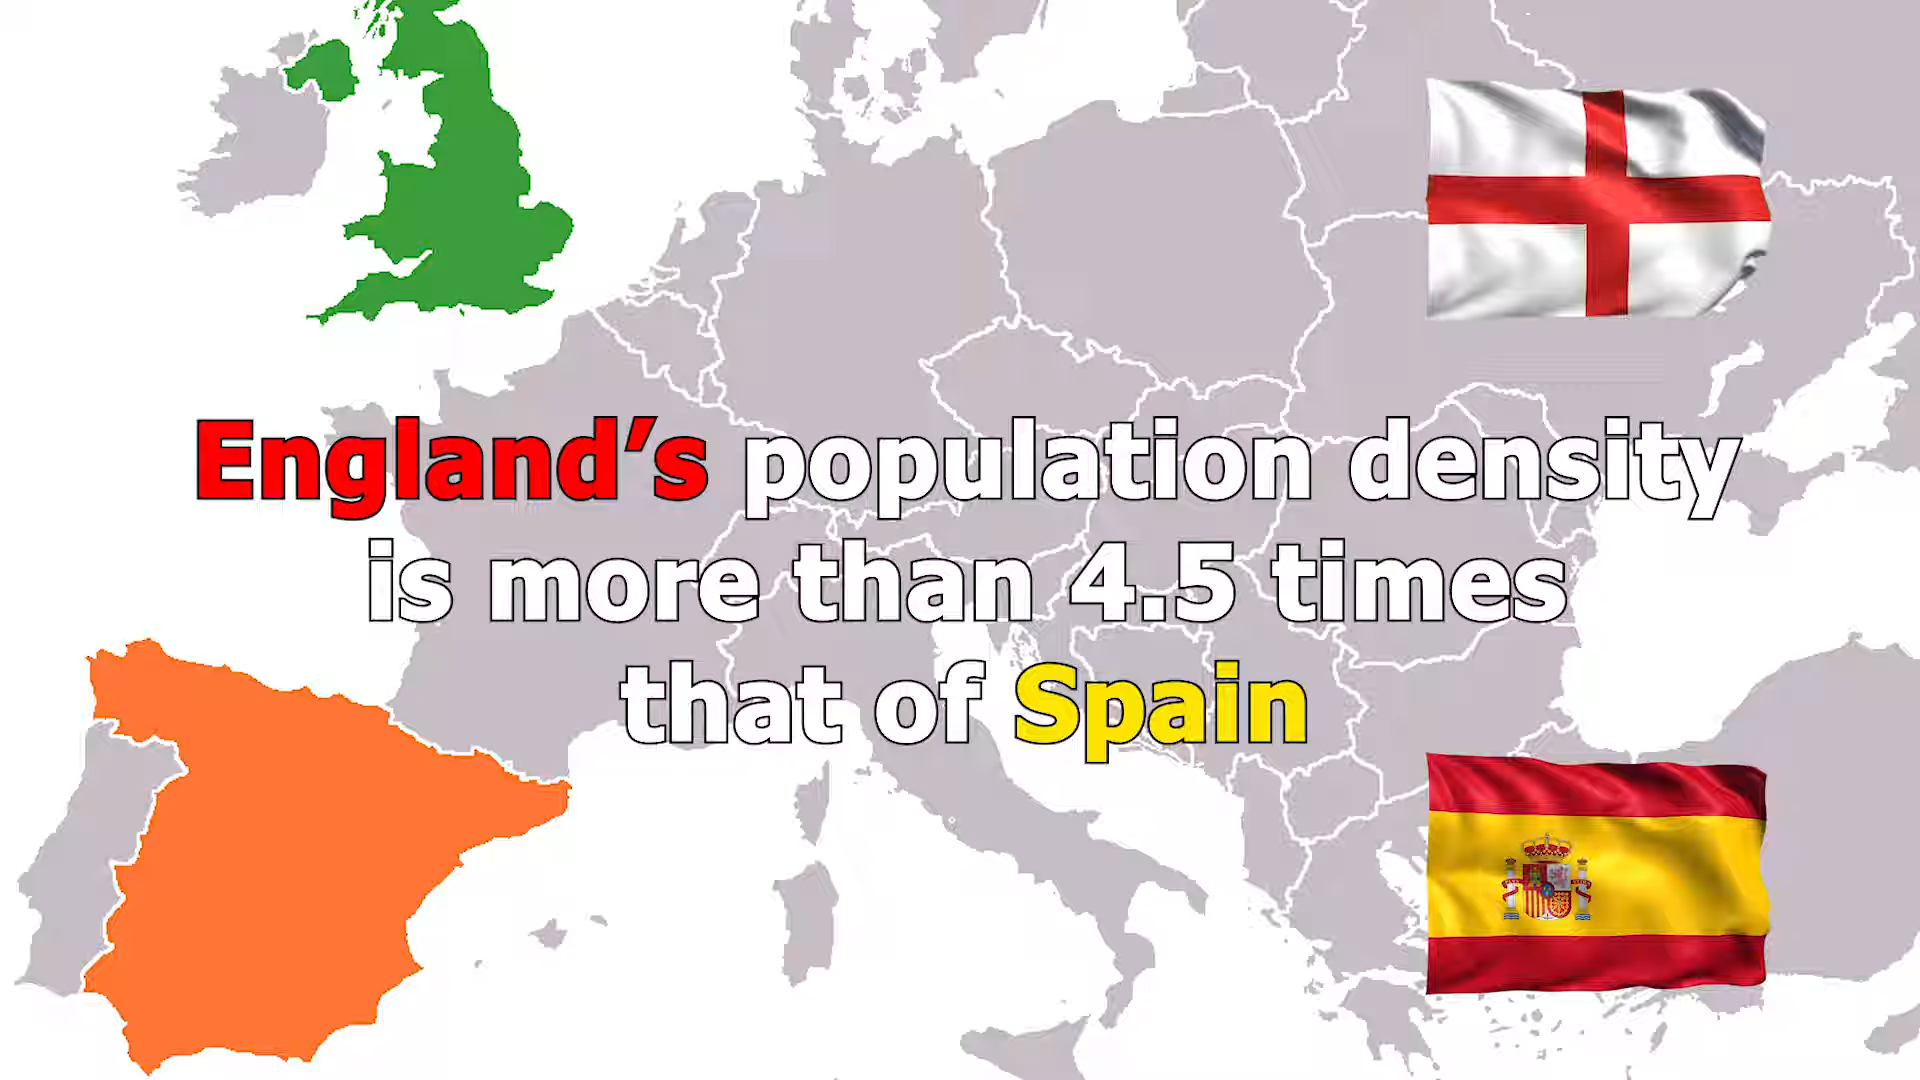 England’s population density
is more than 4.5 times
that of Spain